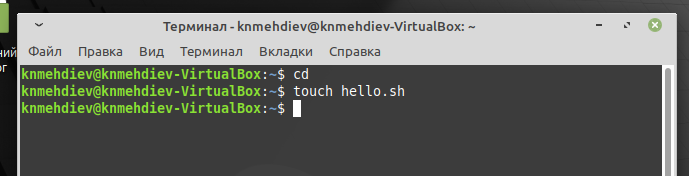 Терминал - knmehdiev@knmehdiev-VirtualBox: ~
Файл Правка Вид Терминал Вкладки Справка
knmehdiev@knmehdiev-VirtualBox:~$ cd
knmehdiev@knmehdiev-VirtualBox:~$ touch hello.sh
knmehdiev@knmehdiev-VirtualBox:~$